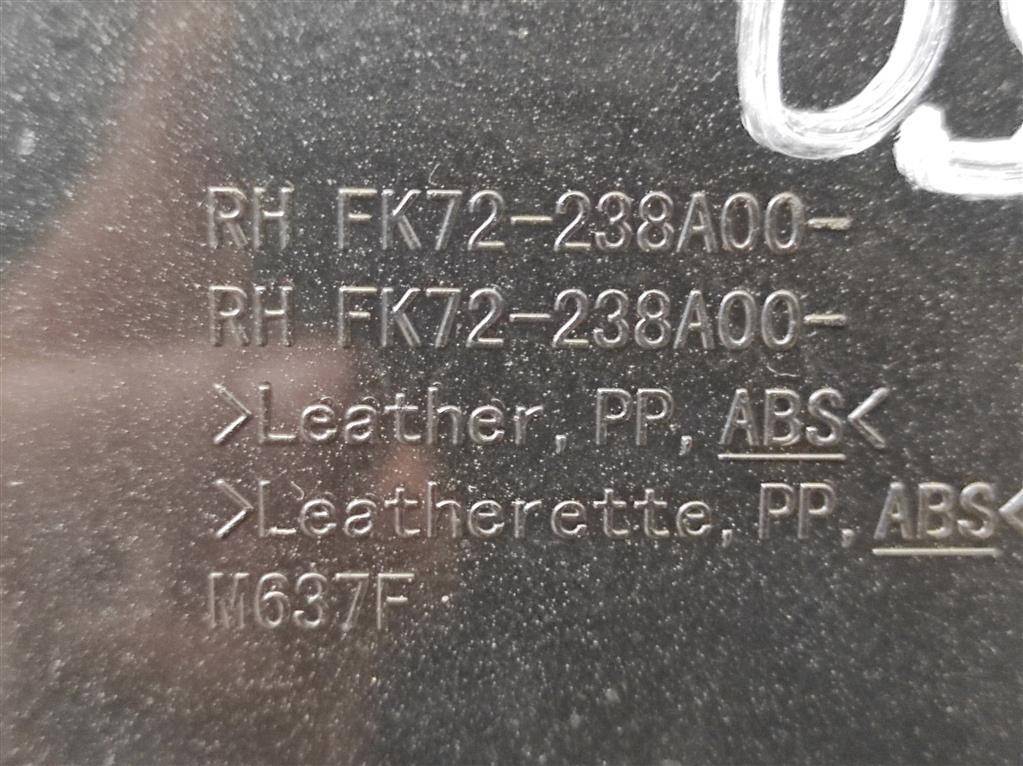 RH FK72-238A00-
RH FK72-238A00-
>Leather, PP, ABS<
>Leatherette, PP, ABS<
M637F